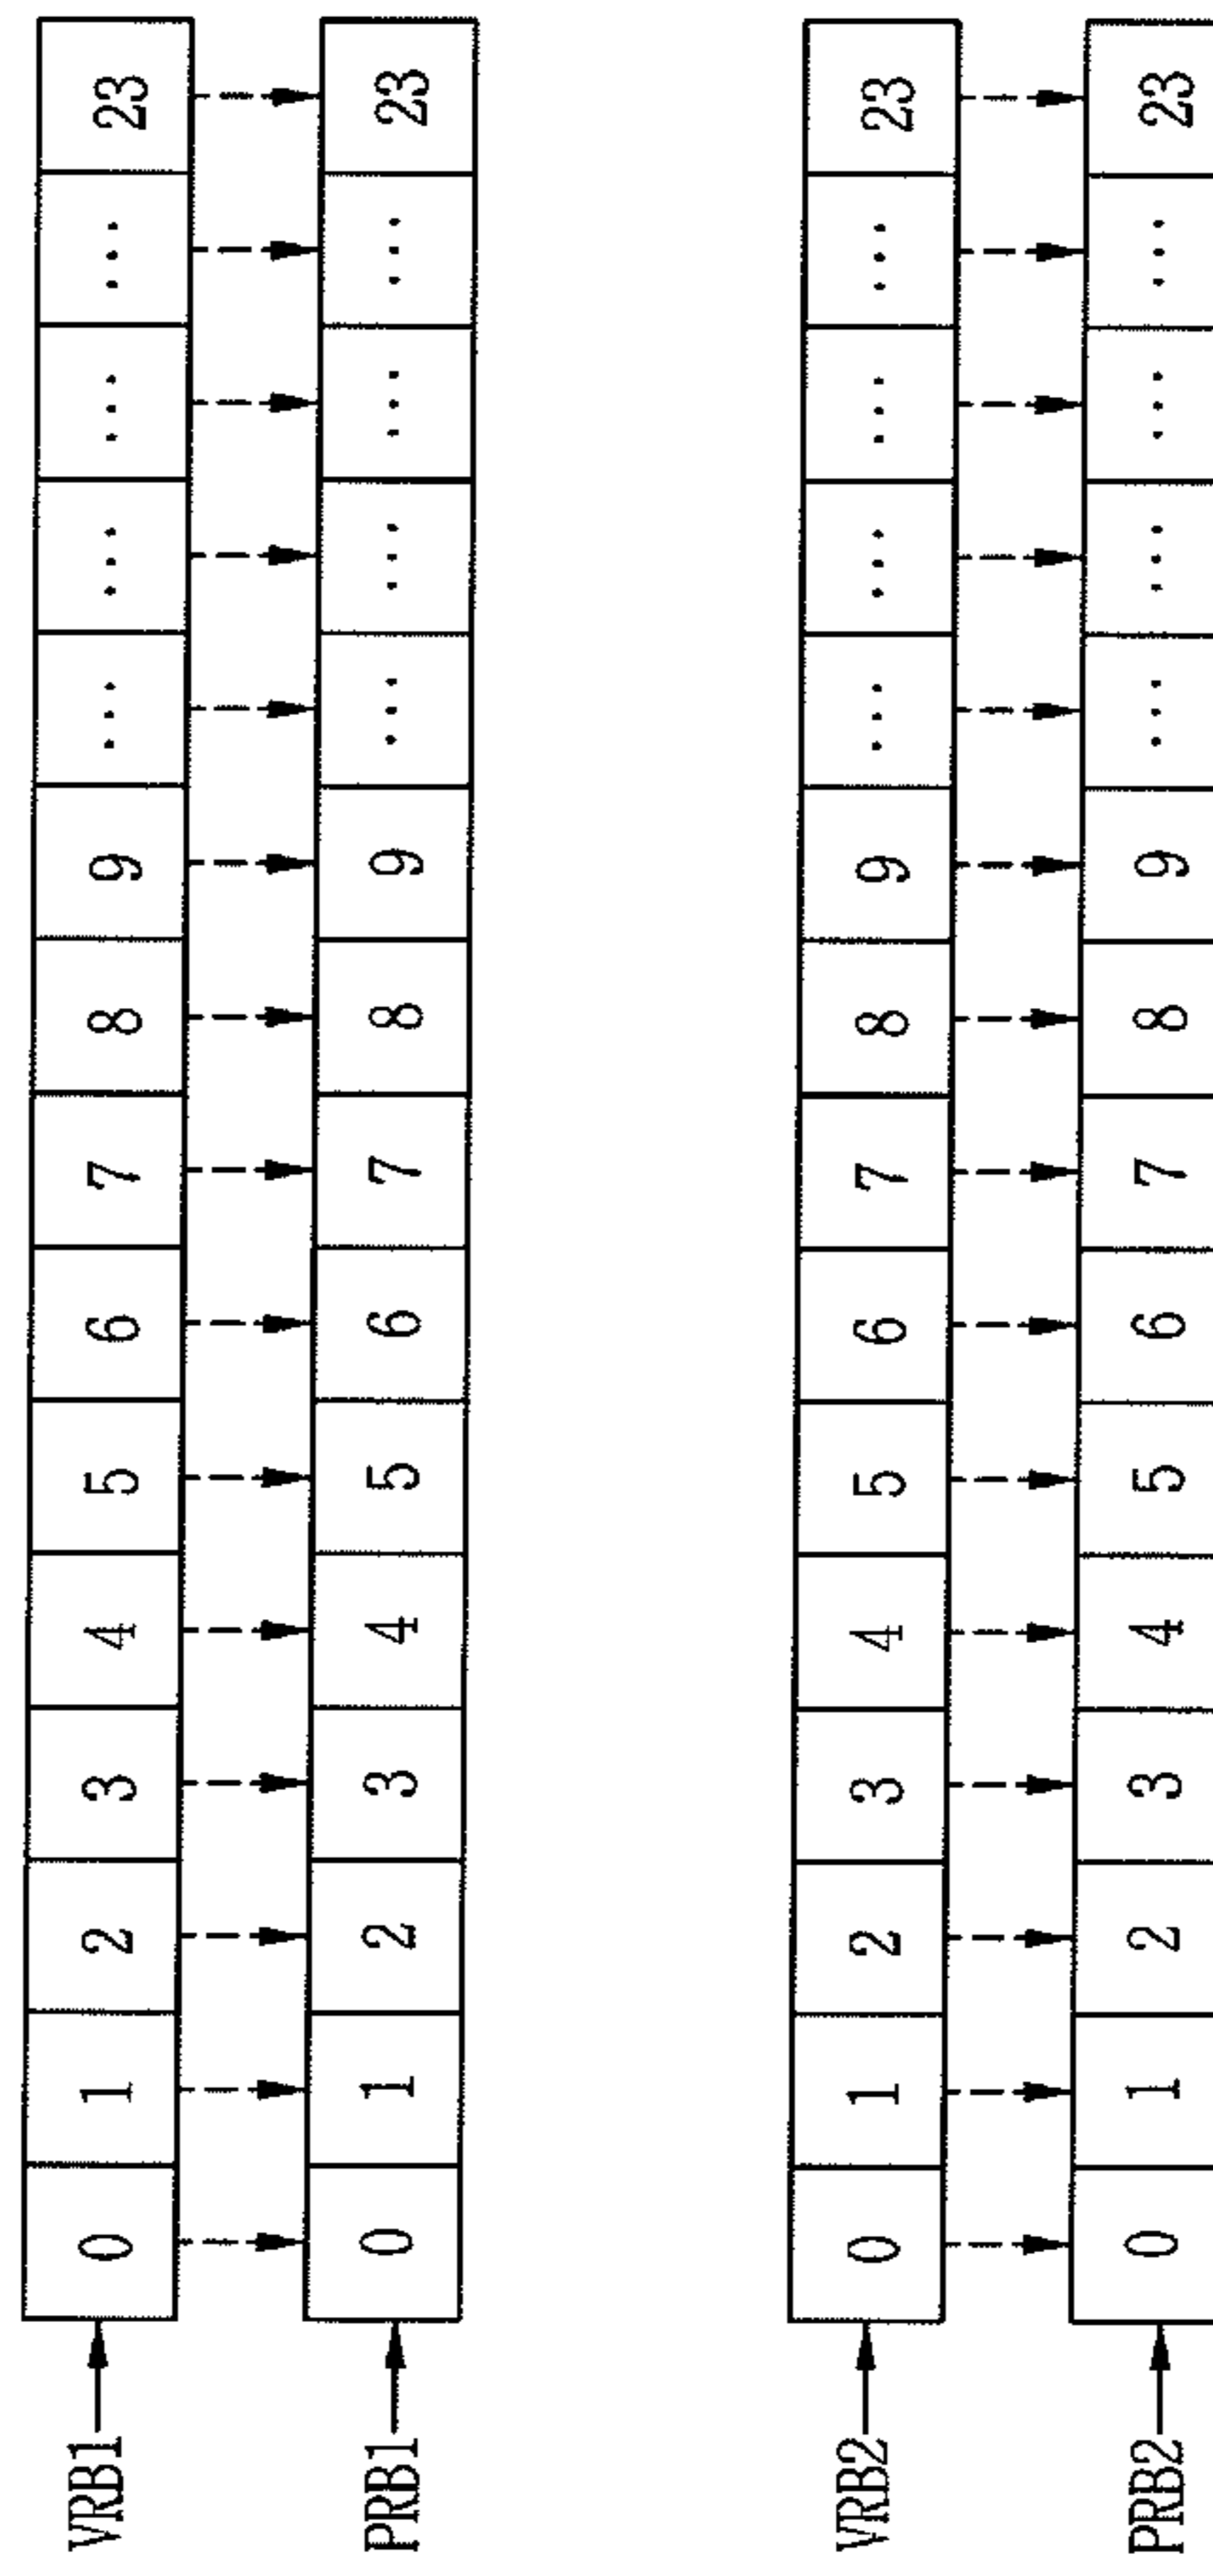 VRB1 0 1 2 3 4 5 6 7 8 9 ... ... ... ... 23
PRB1 0 1 2 3 4 5 6 7 8 9 ... ... ... ... 23
VRB2 0 1 2 3 4 5 6 7 8 9 ... ... ... ... 23
PRB2 0 1 2 3 4 5 6 7 8 9 ... ... ... ... 23